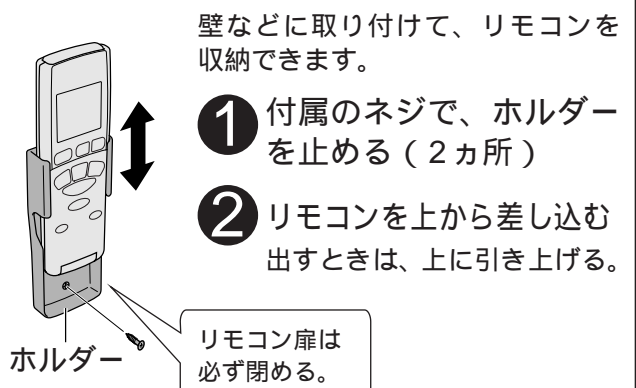 壁などに取り付けて、リモコンを
収納できます。
1 付属のネジで、ホルダー
を止める（2ヵ所）
2 リモコンを上から差し込む
出すときは、上に引き上げる。
リモコン扉は
必ず閉める。
ホルダー